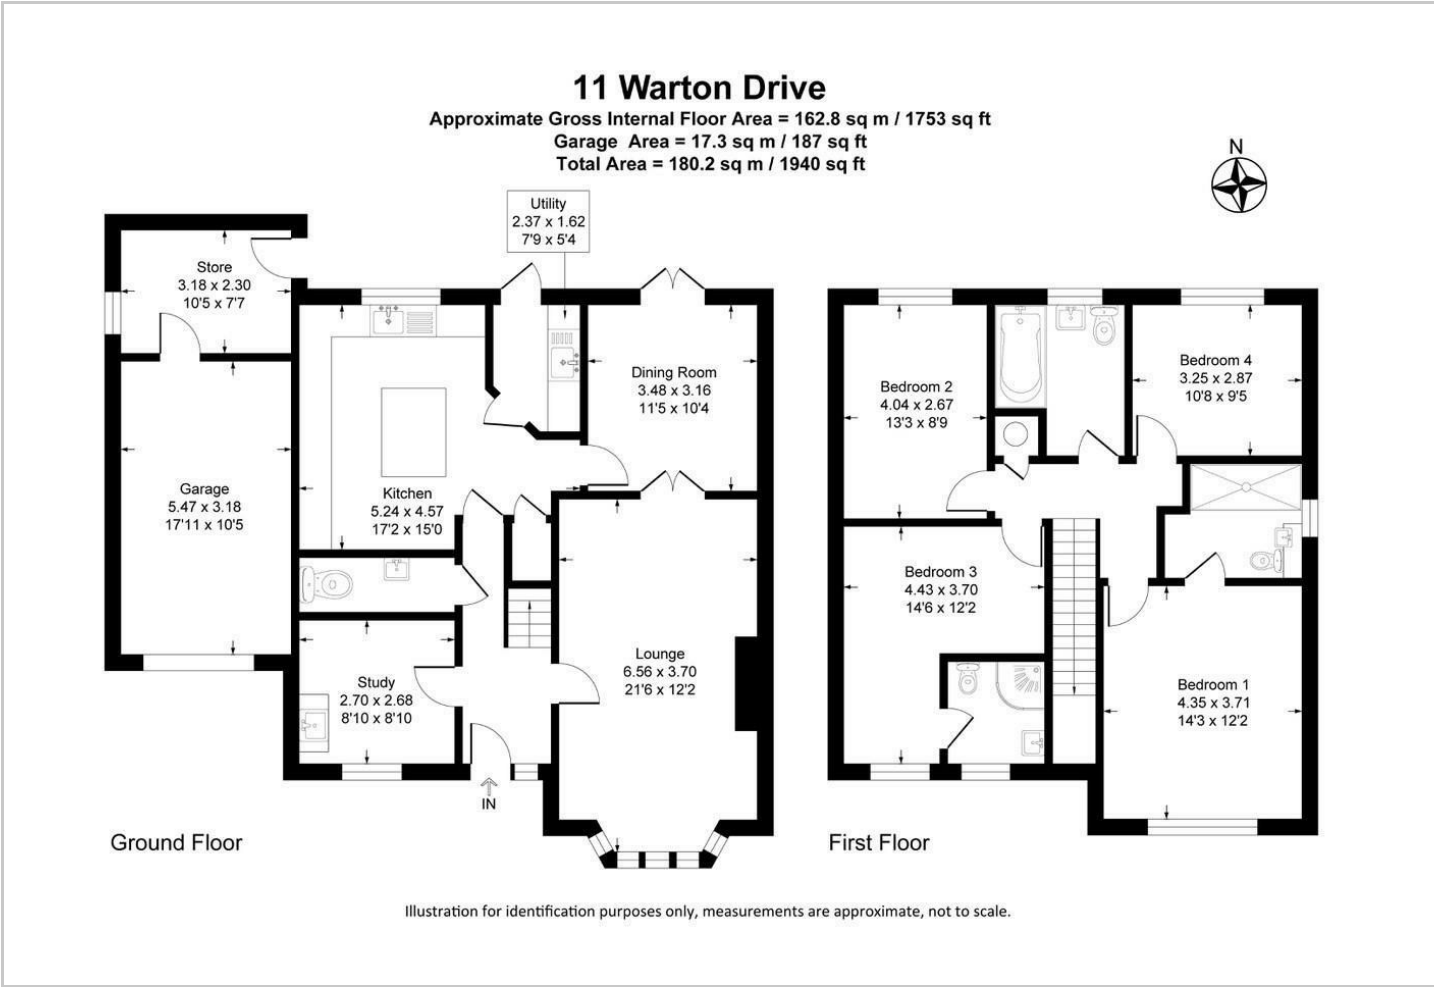 11 Warton Drive
Approximate Gross Internal Floor Area = 162.8 sq m / 1753 sq ft
Garage Area = 17.3 sq m / 187 sq ft
Total Area = 180.2 sq m / 1940 sq ft
N
Utility
2.37 x 1.62
7'9 x 5'4
Store
3.18 x 2.30
10'5 x 7'7
Dining Room
3.48 x 3.16
11'5 x 10'4
Kitchen
5.24 x 4.57
17'2 x 15'0
Garage
5.47 x 3.18
17'11 x 10'5
Lounge
6.56 x 3.70
21'6 x 12'2
Study
2.70 x 2.68
8'10 x 8'10
IN
Ground Floor
Bedroom 2
4.04 x 2.67
13'3 x 8'9
Bedroom 4
3.25 x 2.87
10'8 x 9'5
Bedroom 3
4.43 x 3.70
14'6 x 12'2
Bedroom 1
4.35 x 3.71
14'3 x 12'2
First Floor
Illustration for identification purposes only, measurements are approximate, not to scale.